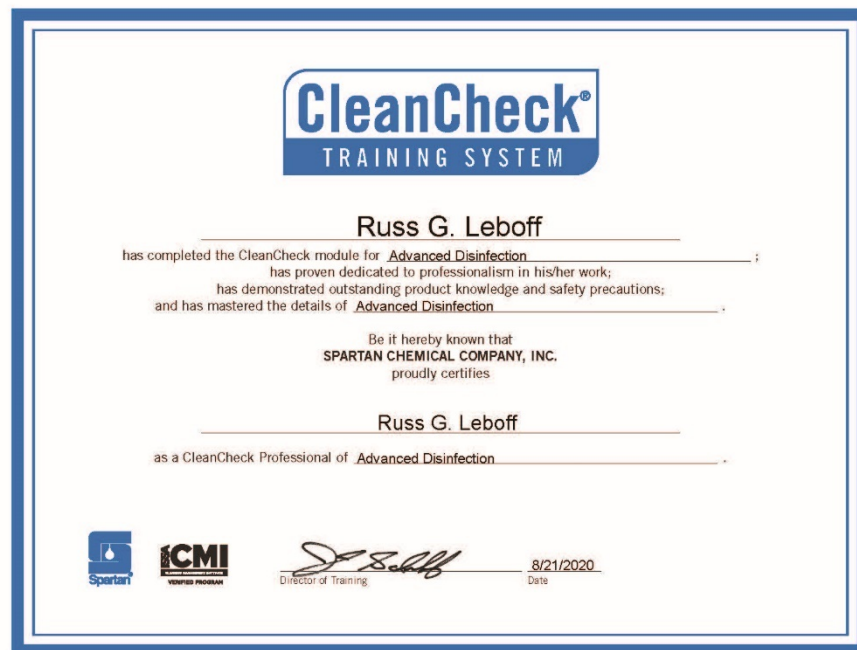 CleanCheck®
TRAINING SYSTEM
Russ G. Leboff
has completed the CleanCheck module for Advanced Disinfection ;
has proven dedicated to professionalism in his/her work;
has demonstrated outstanding product knowledge and safety precautions;
and has mastered the details of Advanced Disinfection .
Be it hereby known that
SPARTAN CHEMICAL COMPANY, INC.
proudly certifies
Russ G. Leboff
as a CleanCheck Professional of Advanced Disinfection .
Spartan®
ISSA CMI
VERIFIED PROGRAM
8/21/2020
Director of Training Date